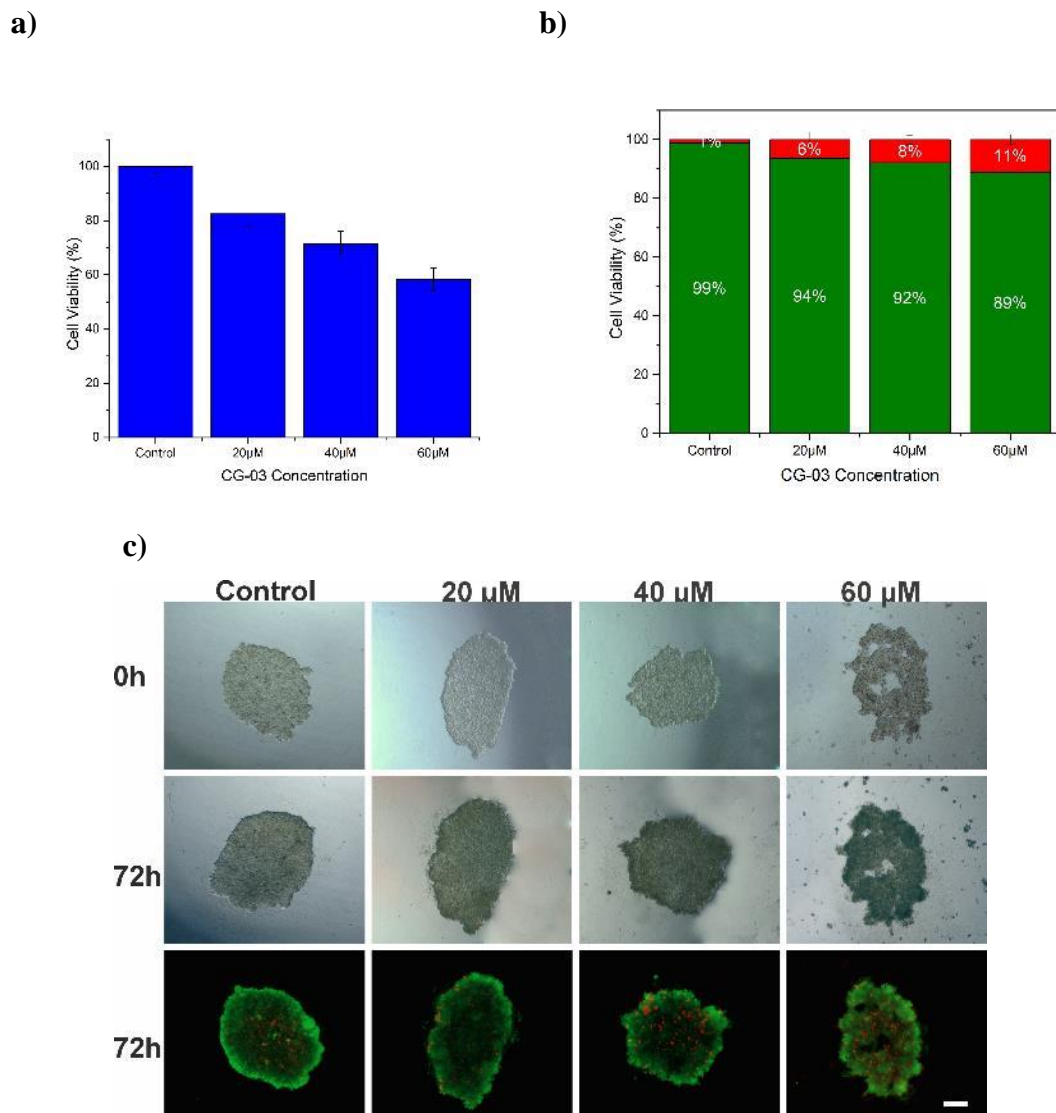 a)
b)
Cell Viability (%)
100
80
60
40
20
0
Control
20µM
40µM
60µM
CG-03 Concentration
Cell Viability (%)
100
80
60
40
20
0
1%
6%
8%
11%
99%
94%
92%
89%
Control
20µM
40µM
60µM
CG-03 Concentration
c)
Control
20 µM
40 µM
60 µM
0h
72h
72h